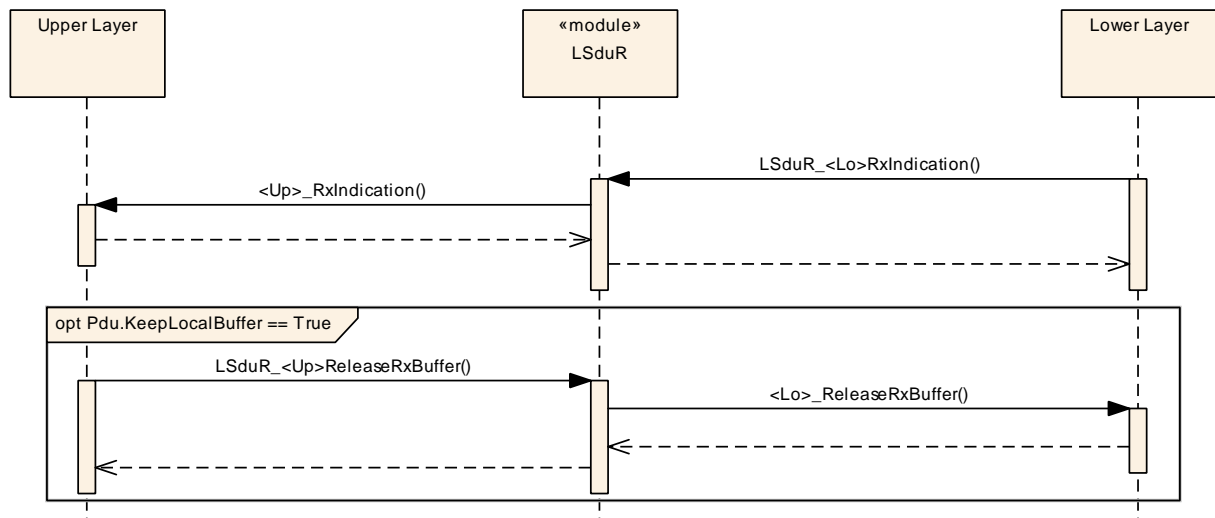 Upper Layer
«module»
LSduR
Lower Layer
LSduR_<Lo>RxIndication()
<Up>_RxIndication()
opt Pdu.KeepLocalBuffer == True
LSduR_<Up>ReleaseRxBuffer()
<Lo>_ReleaseRxBuffer()